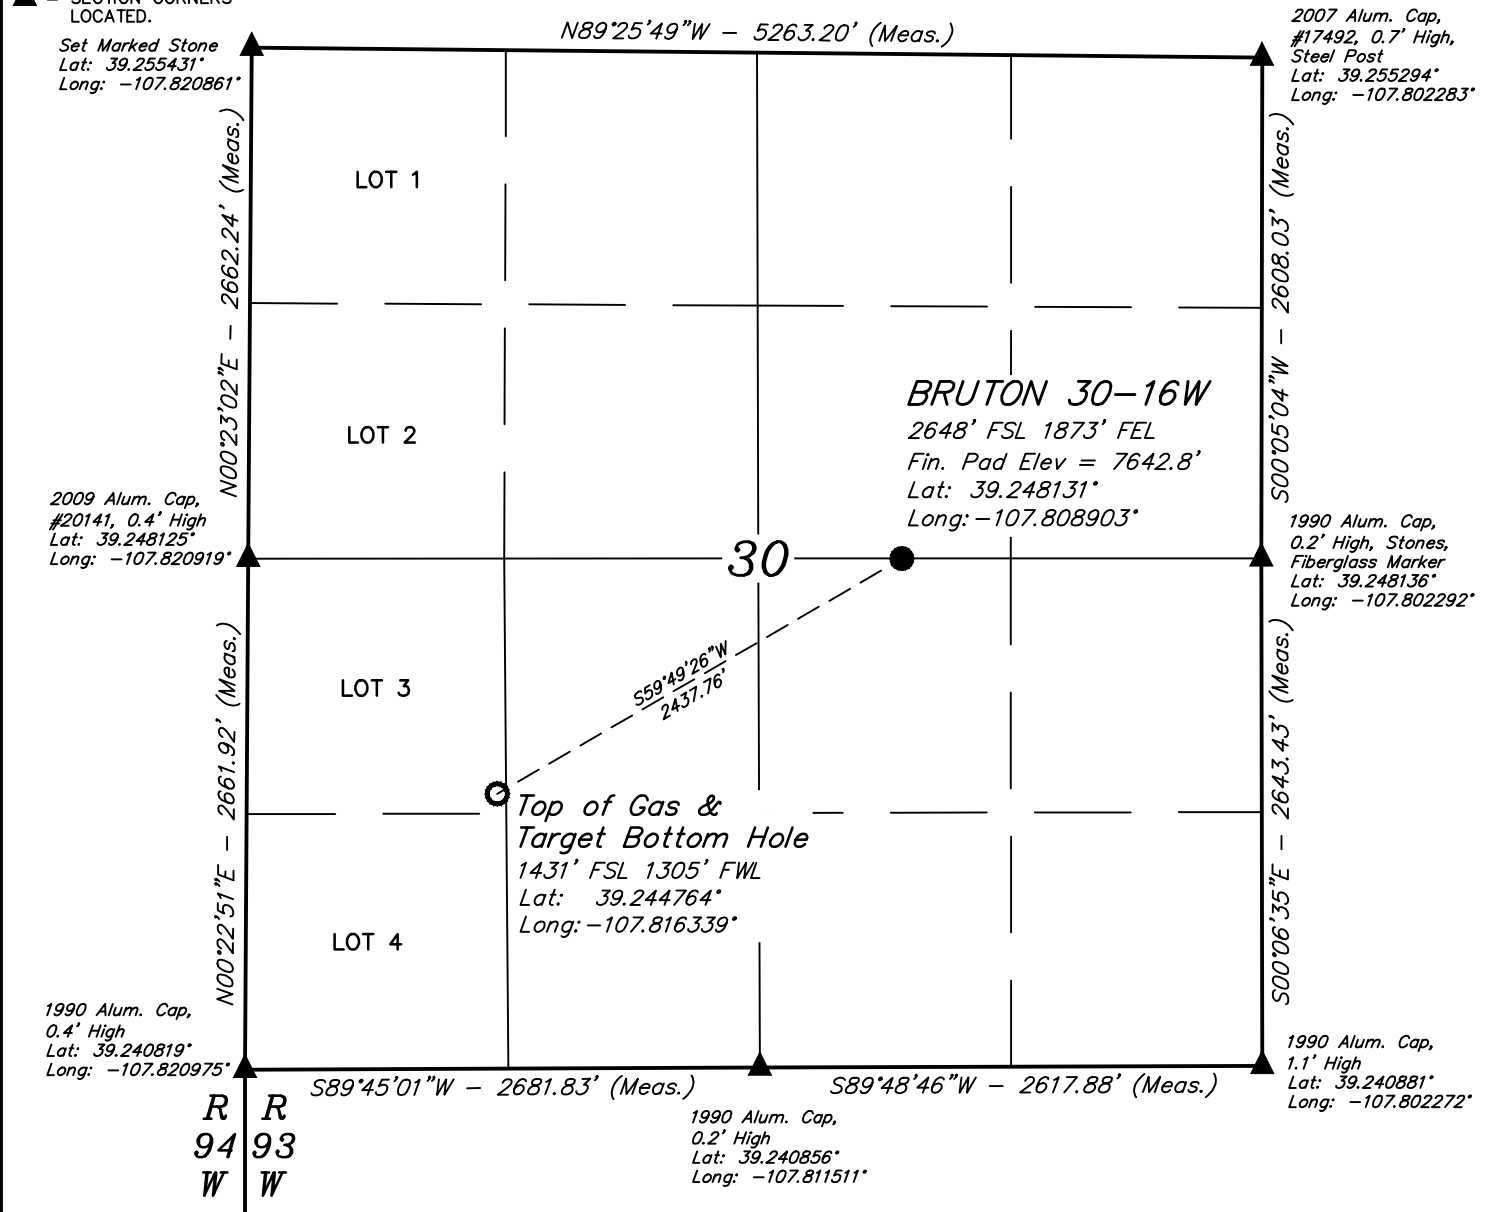 – SECTION CORNERS
LOCATED.
N89°25'49"W – 5263.20' (Meas.)
Set Marked Stone
Lat: 39.255431°
Long: –107.820861°
2007 Alum. Cap,
#17492, 0.7' High,
Steel Post
Lat: 39.255294°
Long: –107.802283°
N00°23'02"E – 2662.24' (Meas.)
S00°05'04"W – 2608.03' (Meas.)
LOT 1
LOT 2
BRUTON 30–16W
2648' FSL 1873' FEL
Fin. Pad Elev = 7642.8'
Lat: 39.248131°
Long: –107.808903°
2009 Alum. Cap,
#20141, 0.4' High
Lat: 39.248125°
Long: –107.820919°
30
1990 Alum. Cap,
0.2' High, Stones,
Fiberglass Marker
Lat: 39.248136°
Long: –107.802292°
N00°22'51"E – 2661.92' (Meas.)
S00°06'35"E – 2643.43' (Meas.)
S59°49'26"W
2437.76'
LOT 3
Top of Gas &
Target Bottom Hole
1431' FSL 1305' FWL
Lat: 39.244764°
Long: –107.816339°
LOT 4
1990 Alum. Cap,
0.4' High
Lat: 39.240819°
Long: –107.820975°
1990 Alum. Cap,
1.1' High
Lat: 39.240881°
Long: –107.802272°
S89°45'01"W – 2681.83' (Meas.)
S89°48'46"W – 2617.88' (Meas.)
1990 Alum. Cap,
0.2' High
Lat: 39.240856°
Long: –107.811511°
R R
94 93
W W